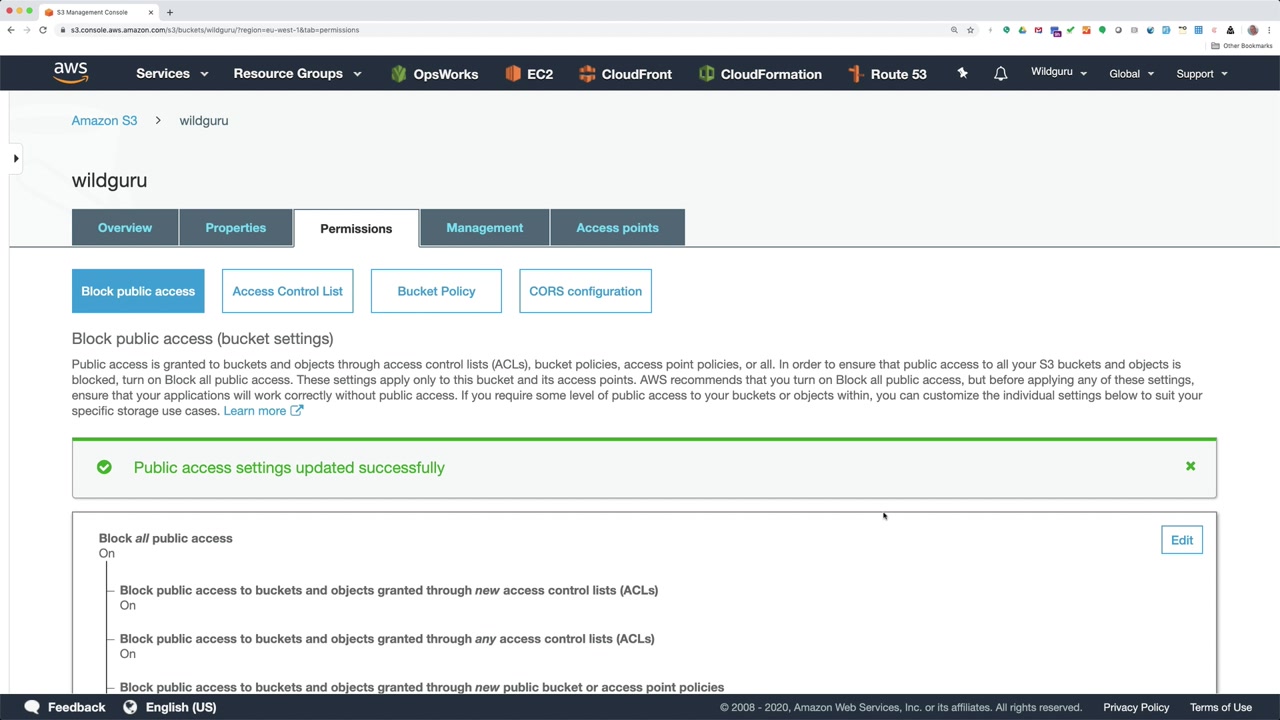 S3 Management Console
s3.console.aws.amazon.com/s3/buckets/wildguru/?region=eu-west-1&tab=permissions
Other Bookmarks
aws
Services
Resource Groups
OpsWorks
EC2
CloudFront
CloudFormation
Route 53
Wildguru
Global
Support
Amazon S3
wildguru
wildguru
Overview
Properties
Permissions
Management
Access points
Block public access
Access Control List
Bucket Policy
CORS configuration
Block public access (bucket settings)
Public access is granted to buckets and objects through access control lists (ACLs), bucket policies, access point policies, or all. In order to ensure that public access to all your S3 buckets and objects is
blocked, turn on Block all public access. These settings apply only to this bucket and its access points. AWS recommends that you turn on Block all public access, but before applying any of these settings,
ensure that your applications will work correctly without public access. If you require some level of public access to your buckets or objects within, you can customize the individual settings below to suit your
specific storage use cases. Learn more
Public access settings updated successfully
Block all public access
On
Edit
Block public access to buckets and objects granted through new access control lists (ACLs)
On
Block public access to buckets and objects granted through any access control lists (ACLs)
On
Block public access to buckets and objects granted through new public bucket or access point policies
Feedback
English (US)
© 2008 - 2020, Amazon Web Services, Inc. or its affiliates. All rights reserved.
Privacy Policy
Terms of Use